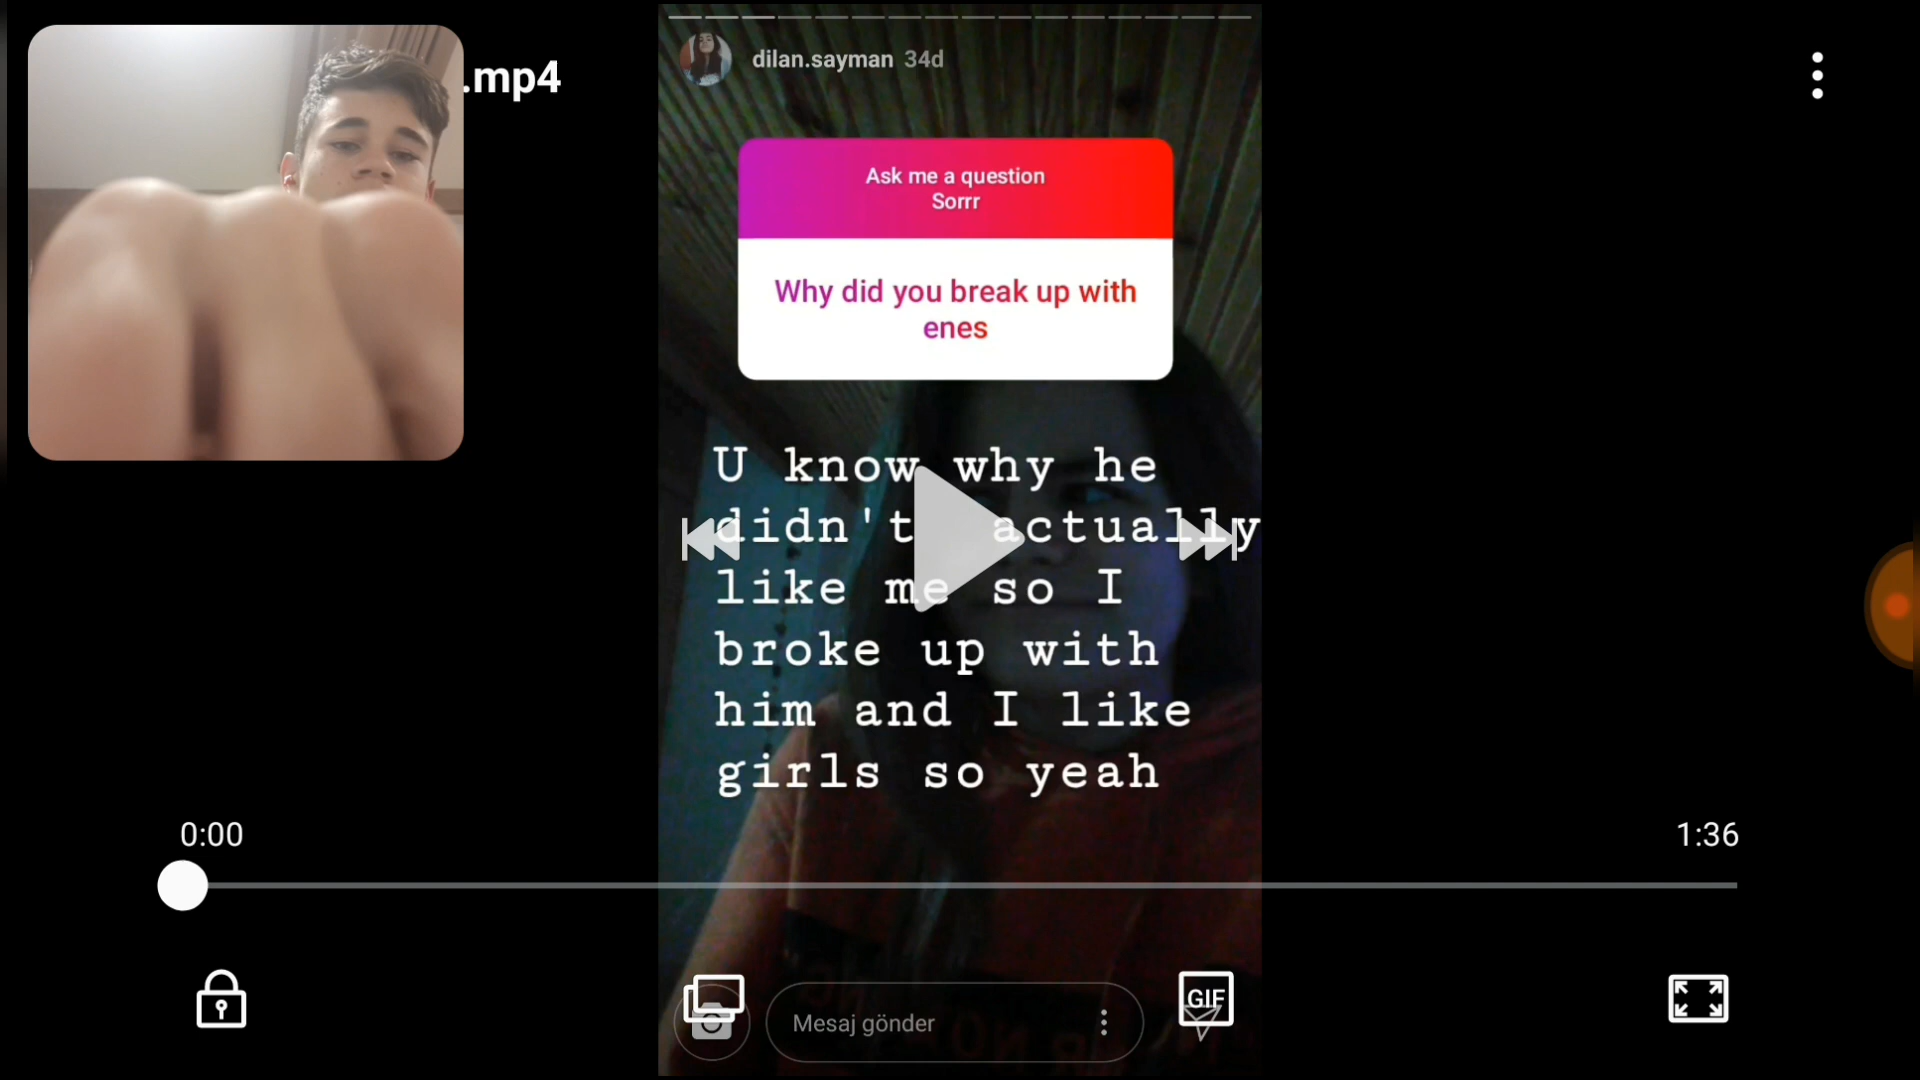 .mp4
dilan.sayman 34d
Ask me a question
Sorrr
Why did you break up with
enes
U know why he
didn't actually
like me so I
broke up with
him and I like
girls so yeah
0:00
1:36
Mesaj gönder
GIF